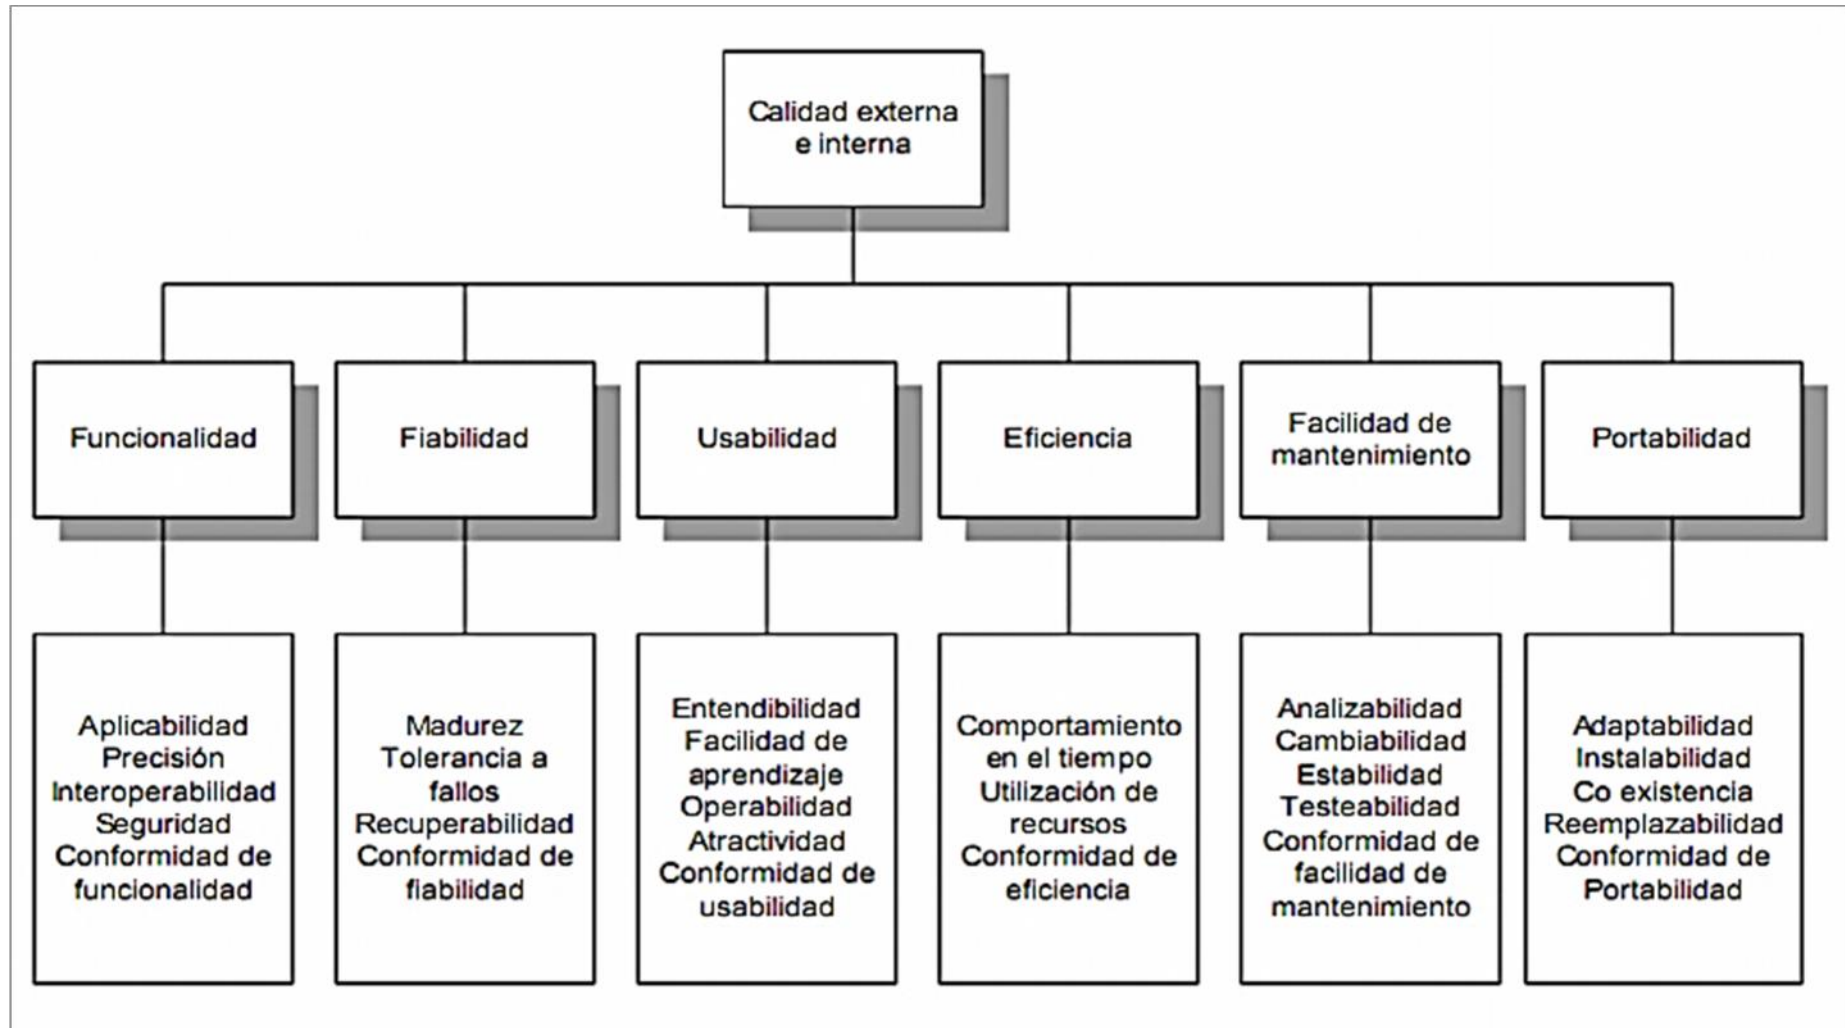 Calidad externa
e interna
Funcionalidad
Fiabilidad
Usabilidad
Eficiencia
Facilidad de
mantenimiento
Portabilidad
Aplicabilidad
Precisión
Interoperabilidad
Seguridad
Conformidad de
funcionalidad
Madurez
Tolerancia a
fallos
Recuperabilidad
Conformidad de
fiabilidad
Entendibilidad
Facilidad de
aprendizaje
Operabilidad
Atractividad
Conformidad de
usabilidad
Comportamiento
en el tiempo
Utilización de
recursos
Conformidad de
eficiencia
Analizabilidad
Cambiabilidad
Estabilidad
Testeabilidad
Conformidad de
facilidad de
mantenimiento
Adaptabilidad
Instalabilidad
Co existencia
Reemplazabilidad
Conformidad de
Portabilidad